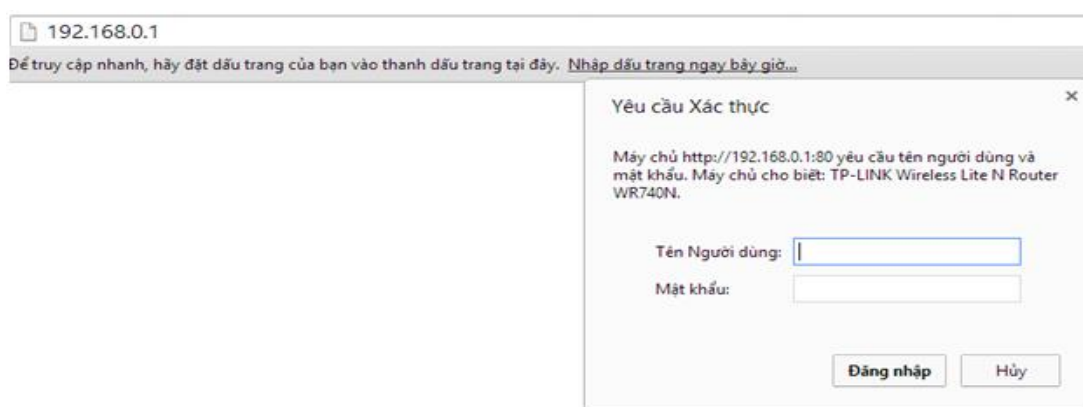 192.168.0.1
Để truy cập nhanh, hãy đặt dấu trang của bạn vào thanh dấu trang tại đây. Nhập dấu trang ngay bây giờ...
Yêu cầu Xác thực
×
Máy chủ http://192.168.0.1:80 yêu cầu tên người dùng và
mật khẩu. Máy chủ cho biết: TP-LINK Wireless Lite N Router
WR740N.
Tên Người dùng:
Mật khẩu:
Đăng nhập Hủy